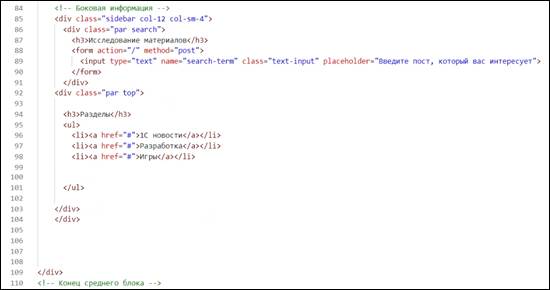 84 <!-- Боковая информация -->
85 <div class="sidebar col-12 col-sm-4">
86 <div class="par search">
87 <h3>Исследование материалов</h3>
88 <form action="/" method="post">
89 <input type="text" name="search-term" class="text-input" placeholder="Введите пост, который вас интересует">
90 </form>
91 </div>
92 <div class="par top">
93
94 <h3>Разделы</h3>
95 <ul>
96 <li><a href="#">1С новости</a></li>
97 <li><a href="#">Разработка</a></li>
98 <li><a href="#">Игры</a></li>
99
100
101 </ul>
102
103 </div>
104 </div>
105
106
107
108
109 </div>
110 <!-- Конец среднего блока -->